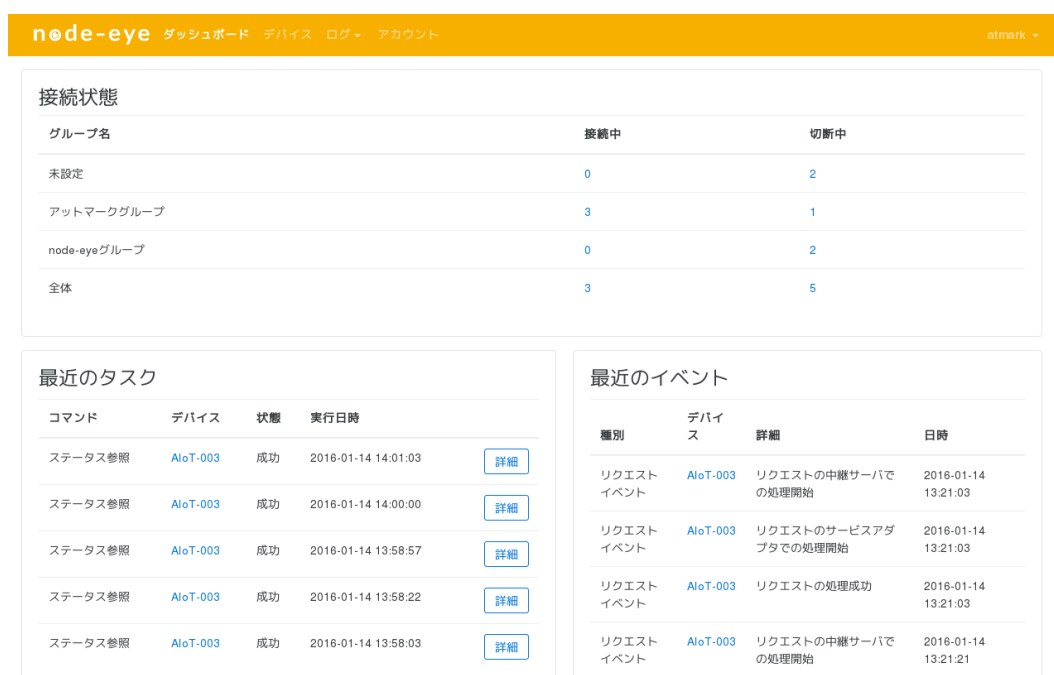 node-eye ダッシュボード デバイス ログ アカウント atmark
接続状態
グループ名 接続中 切断中
未設定 0 2
アットマークグループ 3 1
node-eyeグループ 0 2
全体 3 5
最近のタスク
コマンド デバイス 状態 実行日時
ステータス参照 AIoT-003 成功 2016-01-14 14:01:03 詳細
ステータス参照 AIoT-003 成功 2016-01-14 14:00:00 詳細
ステータス参照 AIoT-003 成功 2016-01-14 13:58:57 詳細
ステータス参照 AIoT-003 成功 2016-01-14 13:58:22 詳細
ステータス参照 AIoT-003 成功 2016-01-14 13:58:03 詳細
最近のイベント
デバイ
種別 ス 詳細 日時
リクエスト AIoT-003 リクエストの中継サーバで 2016-01-14
イベント の処理開始 13:21:03
リクエスト AIoT-003 リクエストのサービスアダ 2016-01-14
イベント プタでの処理開始 13:21:03
リクエスト AIoT-003 リクエストの処理成功 2016-01-14
イベント 13:21:03
リクエスト AIoT-003 リクエストの中継サーバで 2016-01-14
イベント の処理開始 13:21:21